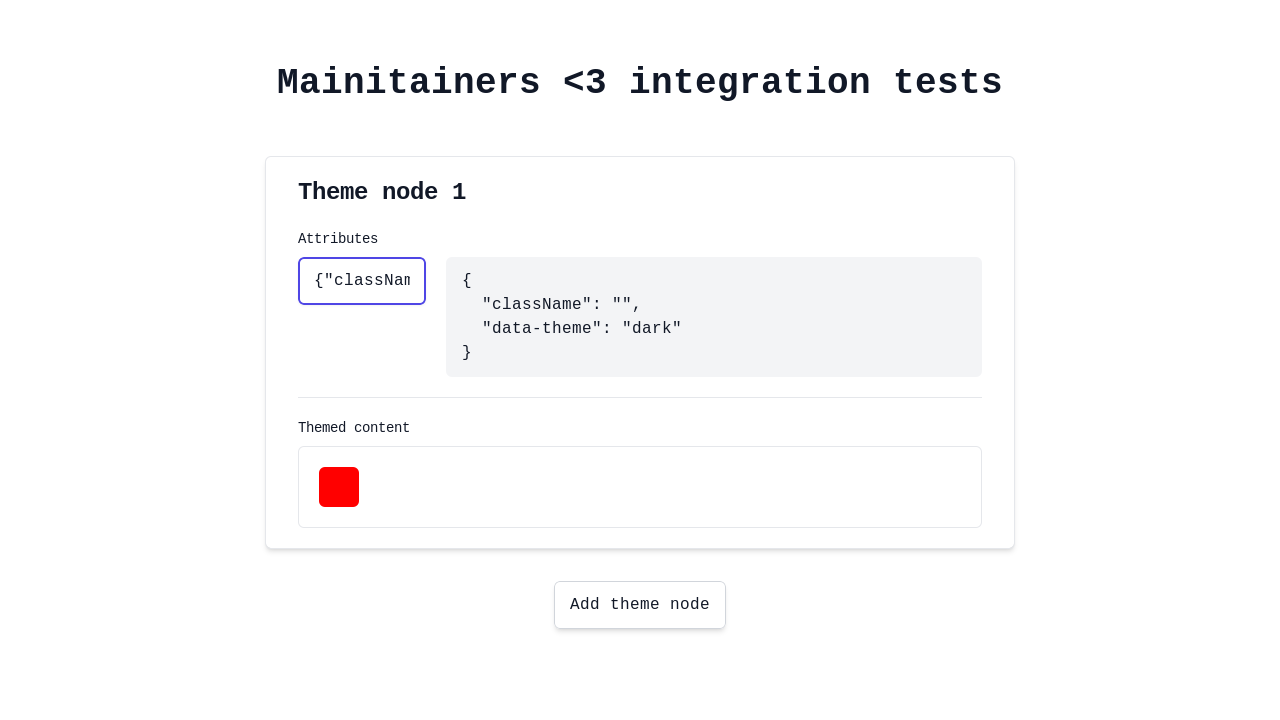 Mainitainers <3 integration tests
Theme node 1
Attributes
{"classNam
{
"className": "",
"data-theme": "dark"
}
Themed content
Add theme node